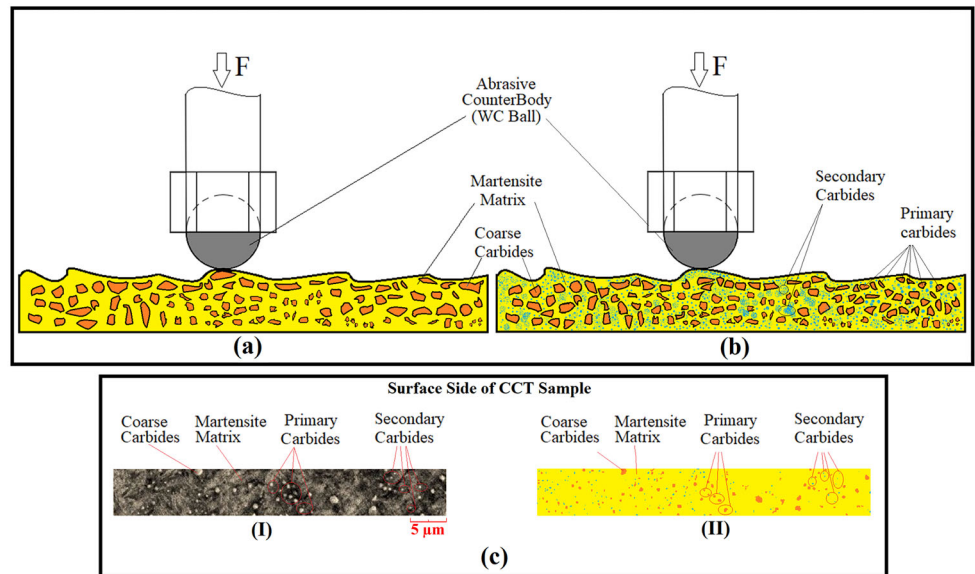 F
F
Abrasive
CounterBody
(WC Ball)
Martensite
Matrix
Coarse
Carbides
Secondary
Carbides
Primary
carbides
(a)
(b)
Surface Side of CCT Sample
Coarse
Carbides
Martensite
Matrix
Primary
Carbides
Secondary
Carbides
Coarse
Carbides
Martensite
Matrix
Primary
Carbides
Secondary
Carbides
(I)
5 µm
(II)
(c)